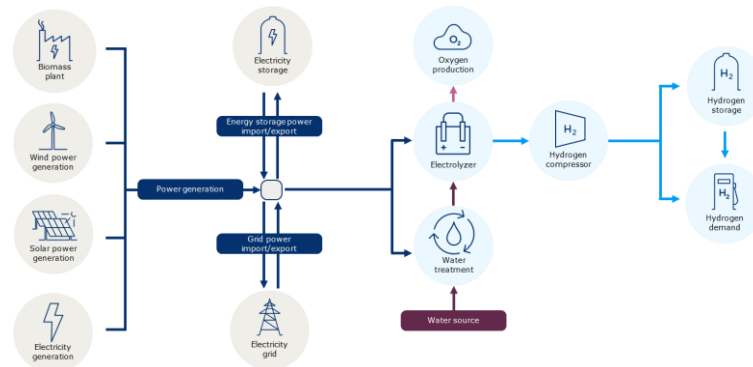 Biomass
plant
Wind power
generation
Solar power
generation
Electricity
generation
Power generation
Electricity
storage
Energy storage power
import/export
Grid power
import/export
Electricity
grid
O2
Oxygen
production
+ −
Electrolyzer
Water
treatment
Water source
H2
Hydrogen
compressor
H2
Hydrogen
storage
H2
Hydrogen
demand